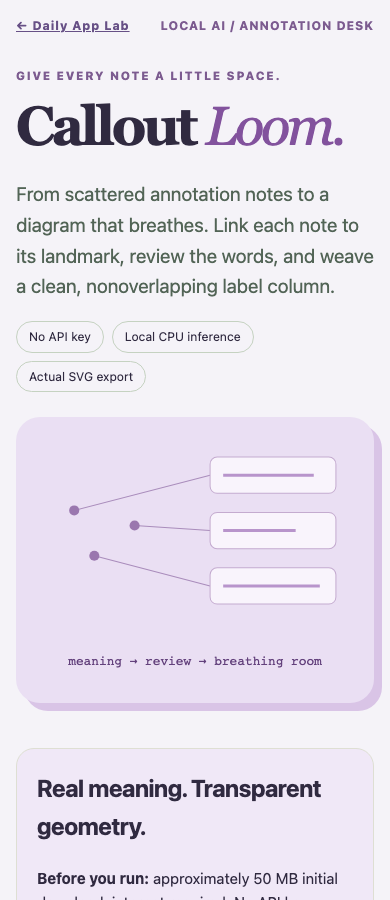 ← Daily App Lab
LOCAL AI / ANNOTATION DESK
GIVE EVERY NOTE A LITTLE SPACE.
Callout Loom.
From scattered annotation notes to a
diagram that breathes. Link each note to
its landmark, review the words, and weave
a clean, nonoverlapping label column.
No API key
Local CPU inference
Actual SVG export
meaning → review → breathing room
Real meaning. Transparent
geometry.
Before you run: approximately 50 MB initial